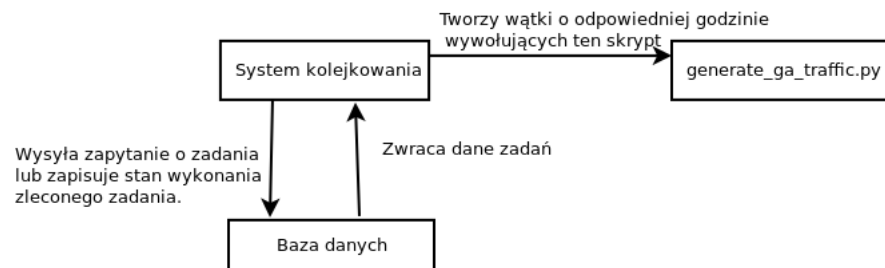 Tworzy wątki o odpowiedniej godzinie
wywołujących ten skrypt
System kolejkowania
generate_ga_traffic.py
Wysyła zapytanie o zadania
lub zapisuje stan wykonania
zleconego zadania.
Zwraca dane zadań
Baza danych